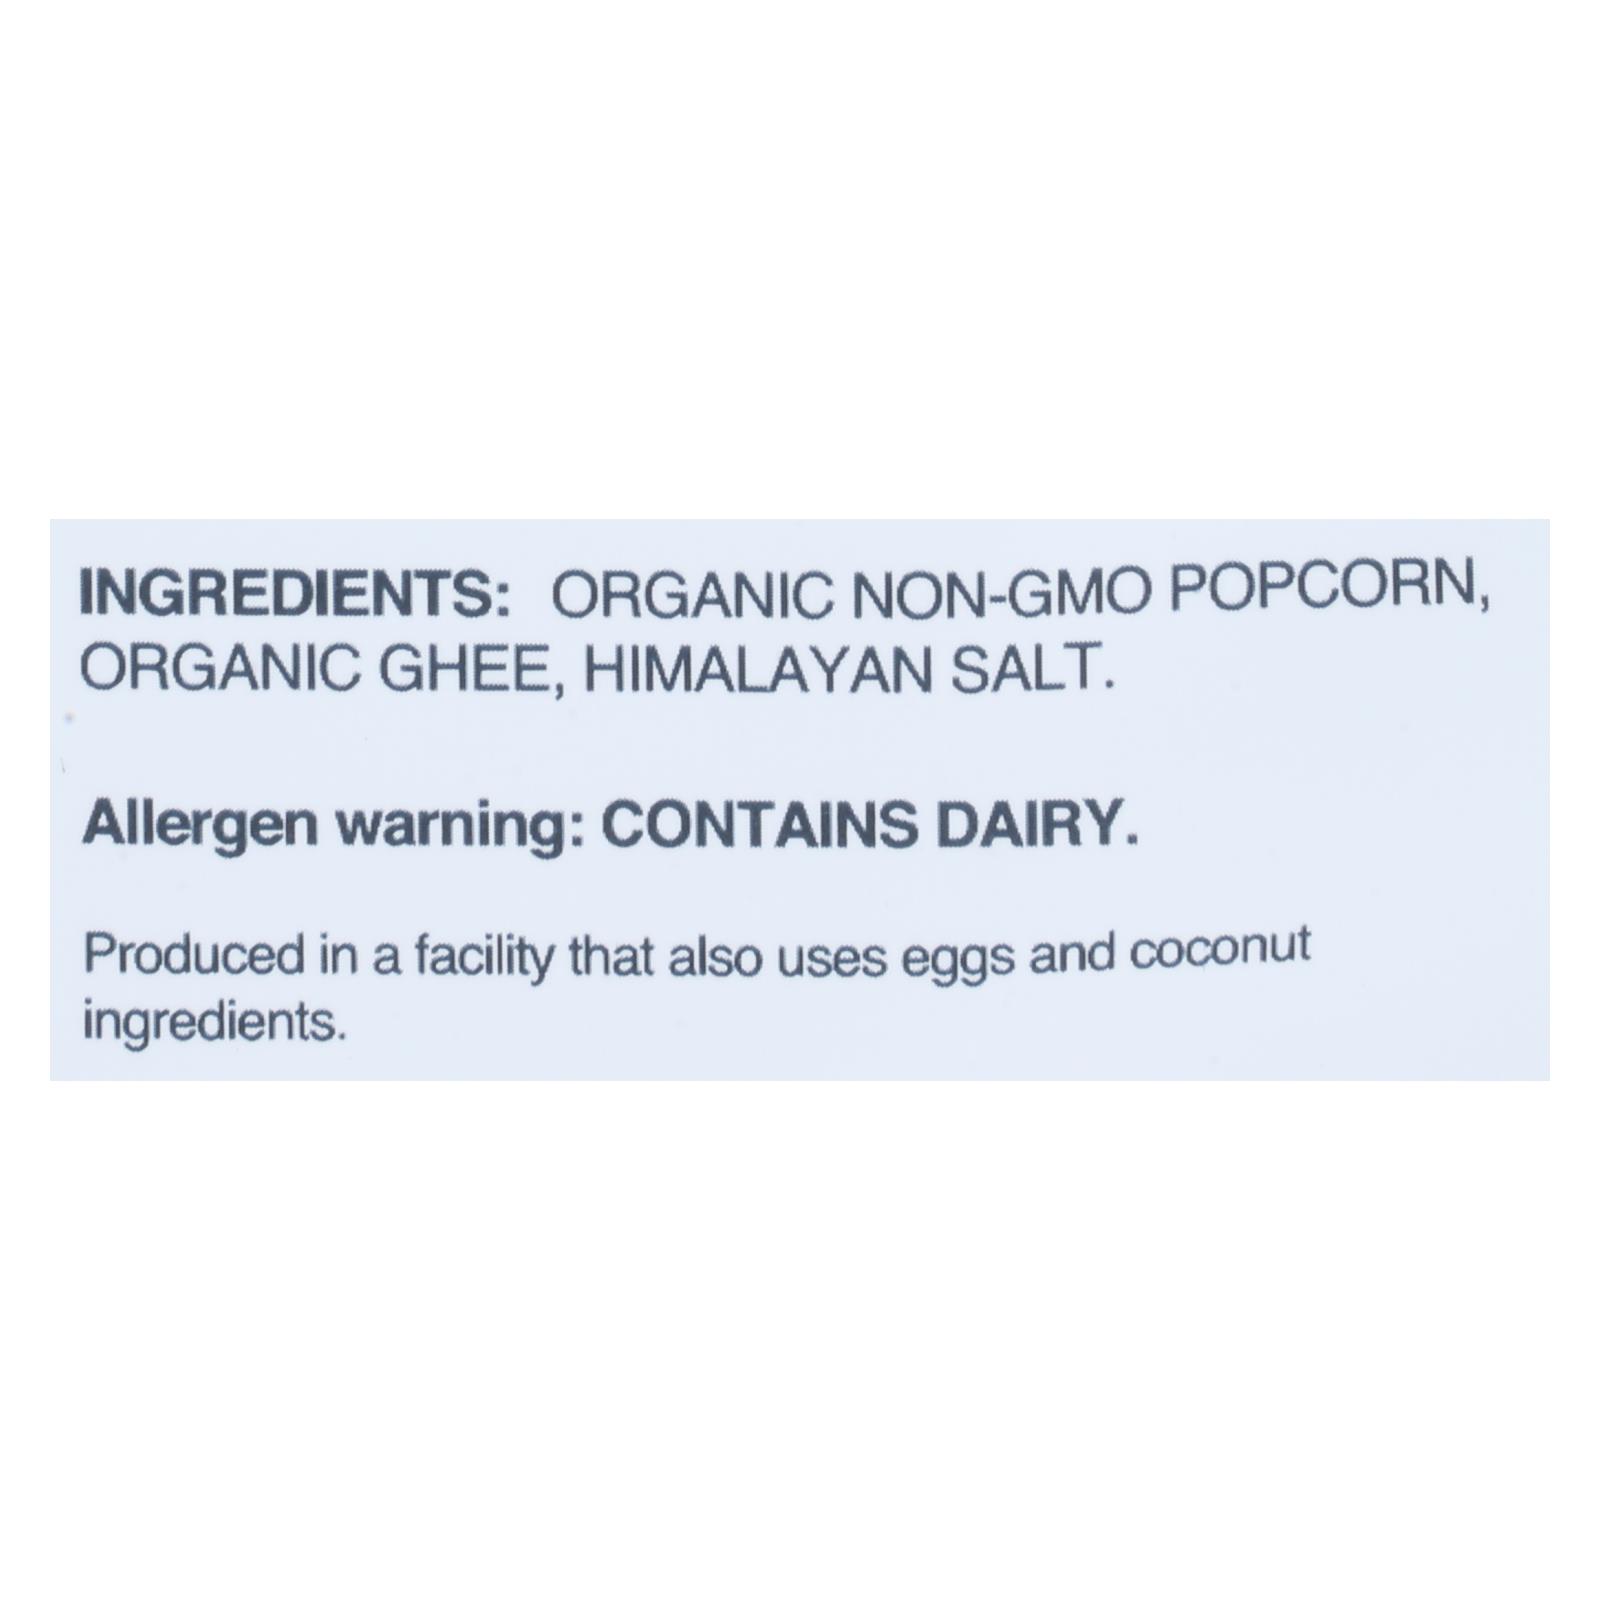 INGREDIENTS: ORGANIC NON-GMO POPCORN,
ORGANIC GHEE, HIMALAYAN SALT.
Allergen warning: CONTAINS DAIRY.
Produced in a facility that also uses eggs and coconut
ingredients.